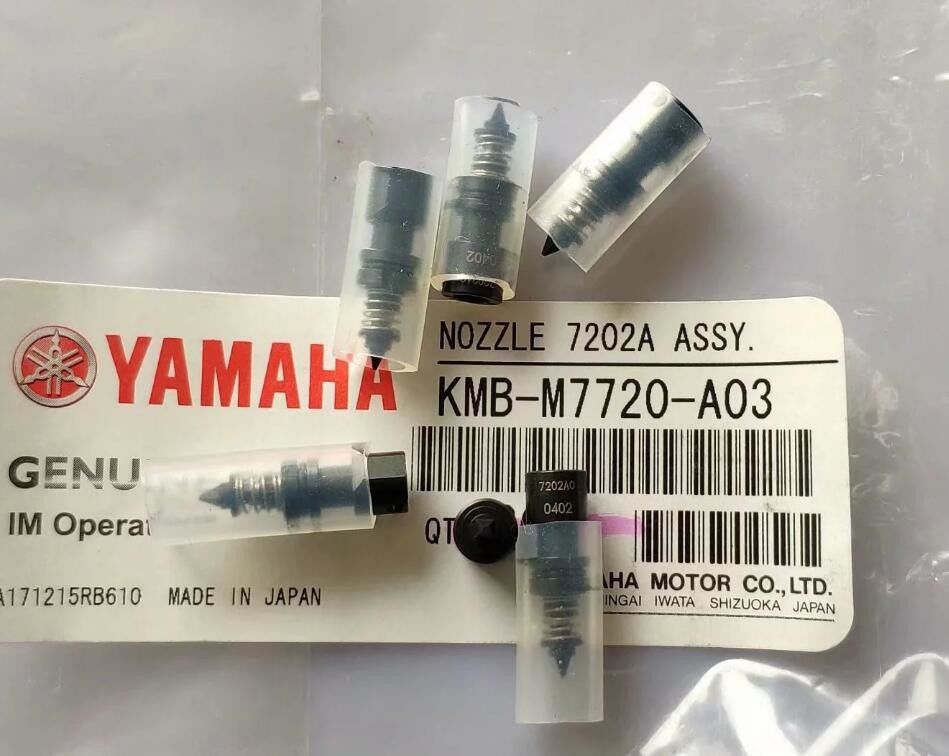 0402
NOZZLE 7202A ASSY.
YAMAHA
KMB-M7720-A03
GENU
7202A0
0402
IM Opera
QT
AHA MOTOR CO.,LTD.
A171215RB610 MADE IN JAPAN
INGAI IWATA SHIZUOKA JAPAN